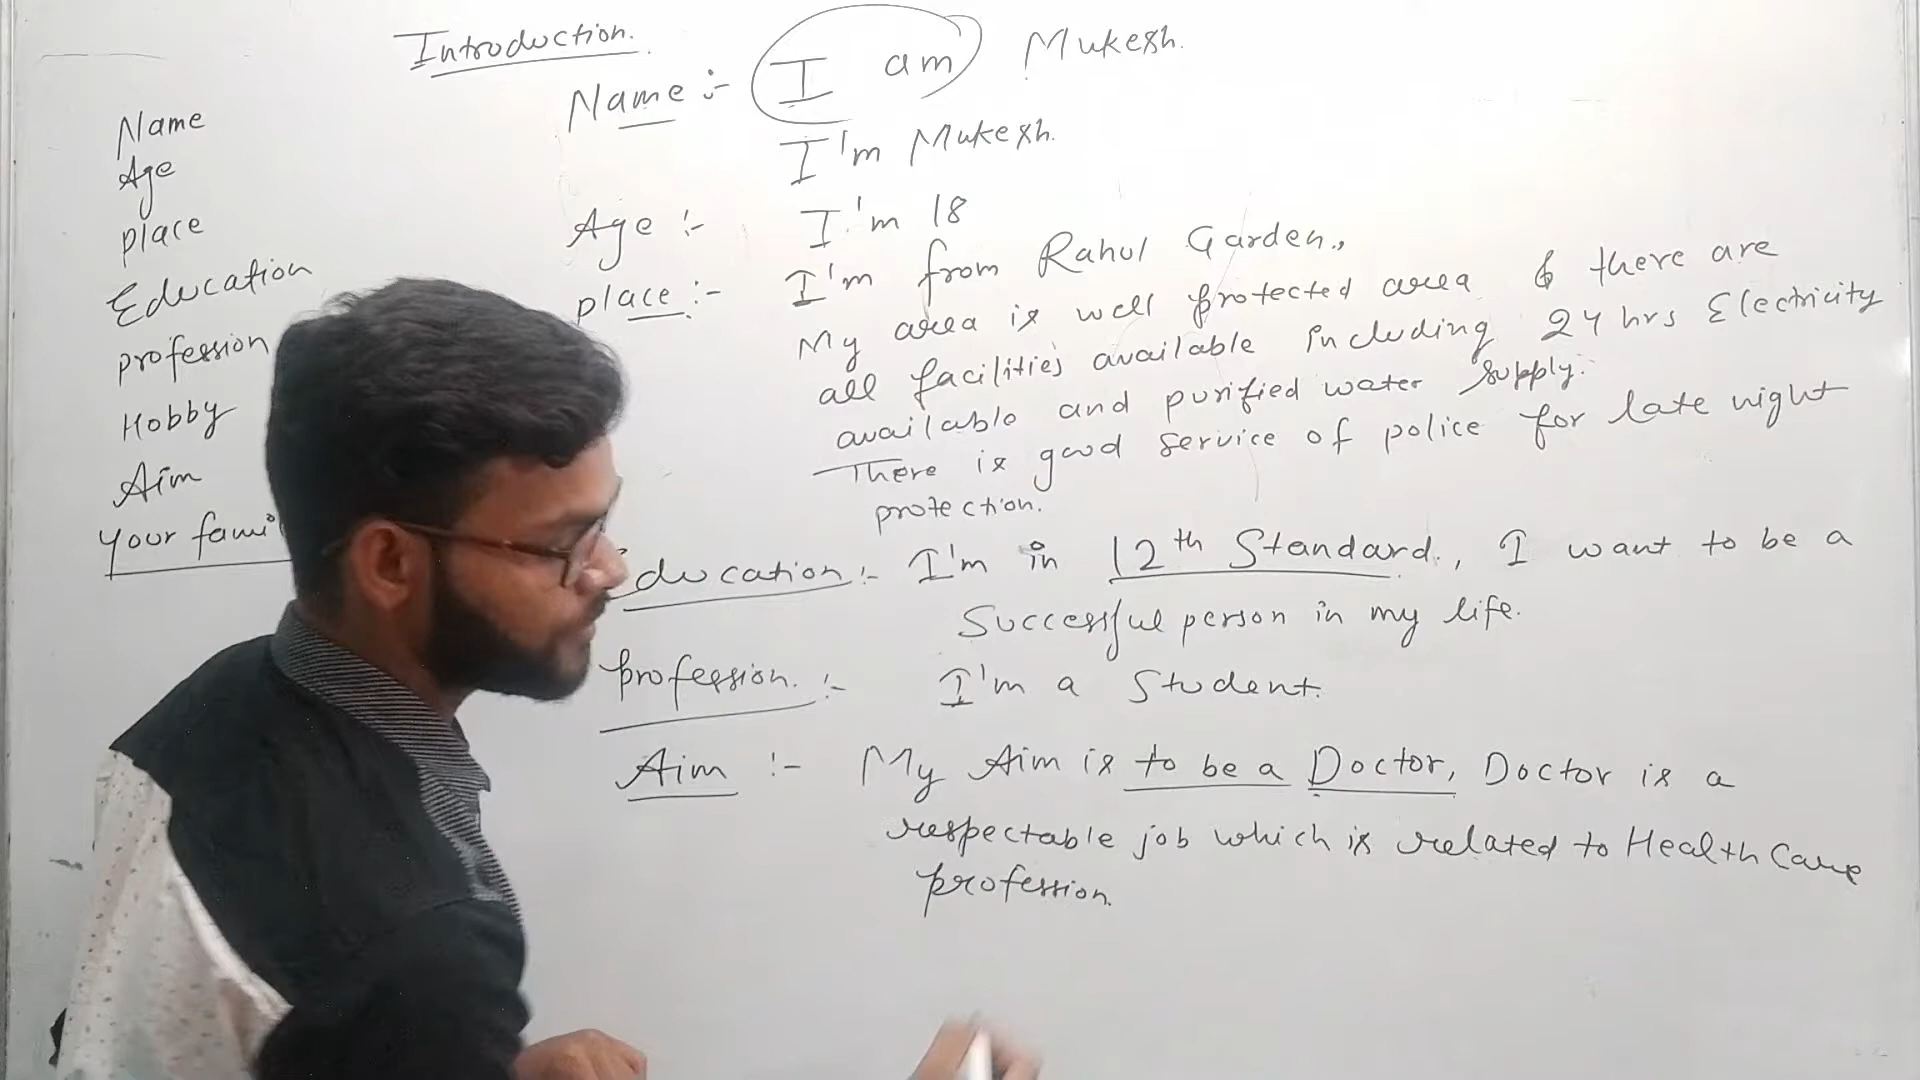 Introduction.
Name
Age
place
Education
profession
Hobby
Aim
your fami
Name :- I am Mukesh.
I'm Mukesh.
Age :- I'm 18
place :- I'm from Rahul Garden.,
My area is well protected area & there are
all facilities available including 24 hrs Electricity
available and purified water supply.
There is good service of police for late night
protection.
Education :- I'm in 12th Standard., I want to be a
Successful person in my life.
profession. :- I'm a Student.
Aim :- My Aim is to be a Doctor, Doctor is a
respectable job which is related to Health Care
profession.